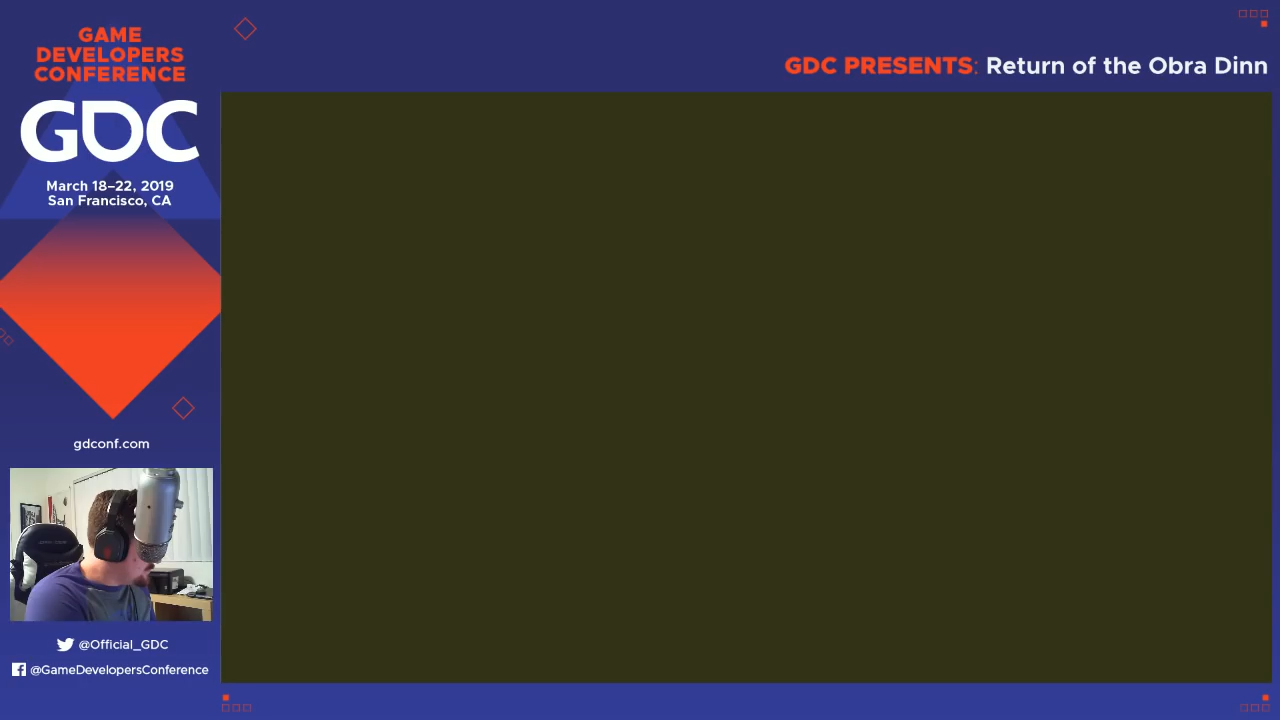 GAME
DEVELOPERS
CONFERENCE
GDC
March 18–22, 2019
San Francisco, CA
GDC PRESENTS: Return of the Obra Dinn
gdconf.com
@Official_GDC
@GameDevelopersConference